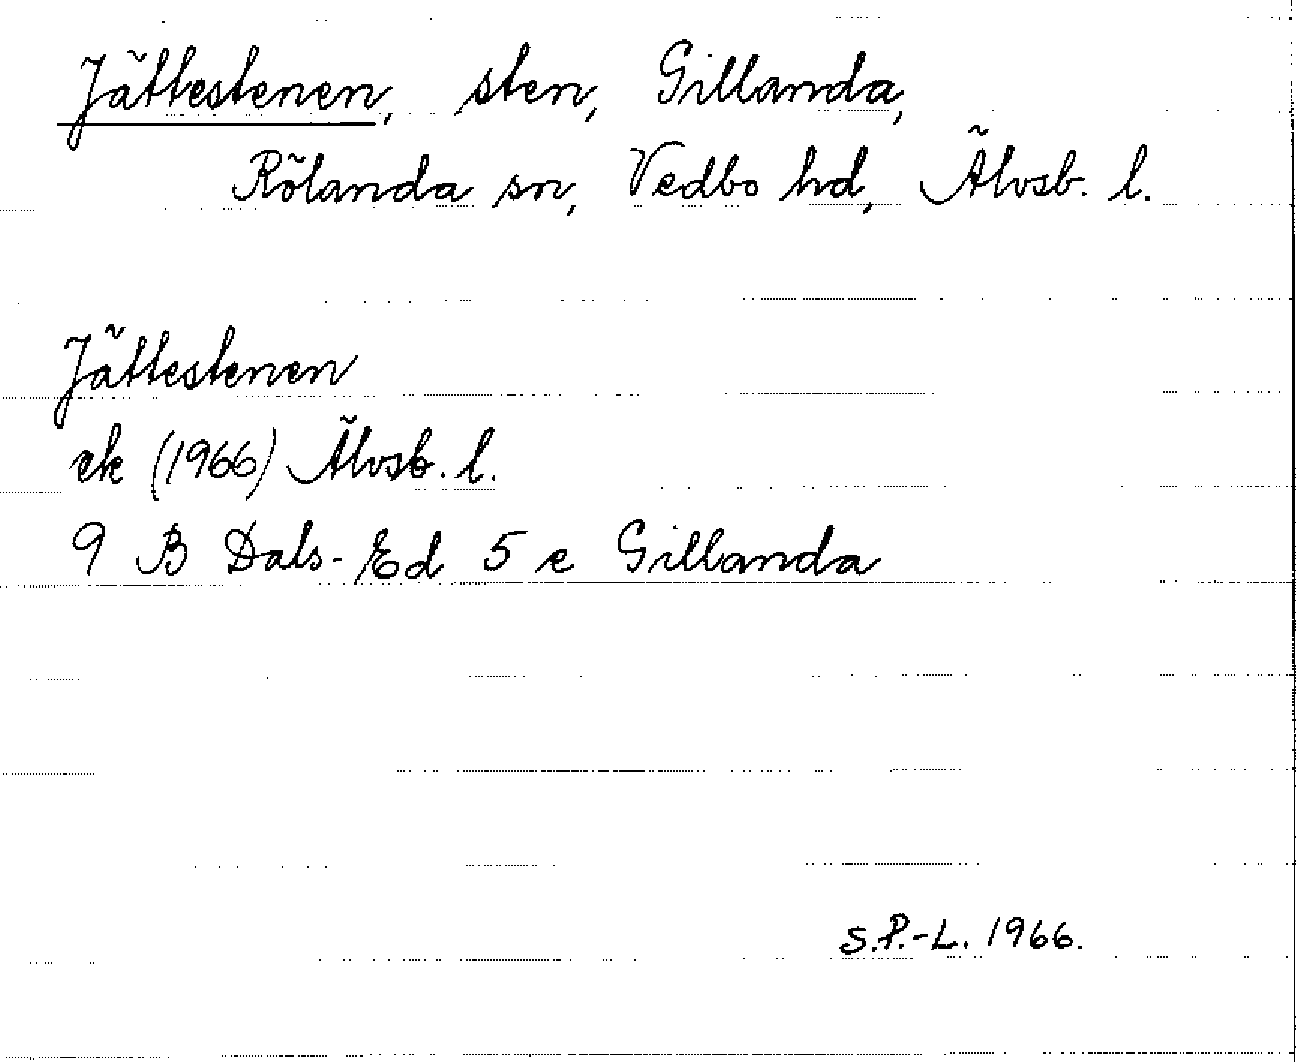 Jättestenen, sten, Gillanda,
Rölanda sn, Vedbo hd, Älvsb. l.
Jättestenen
ek (1966) Älvsb. l.
9 B Dals-Ed 5 e Gillanda
S.P.-L. 1966.